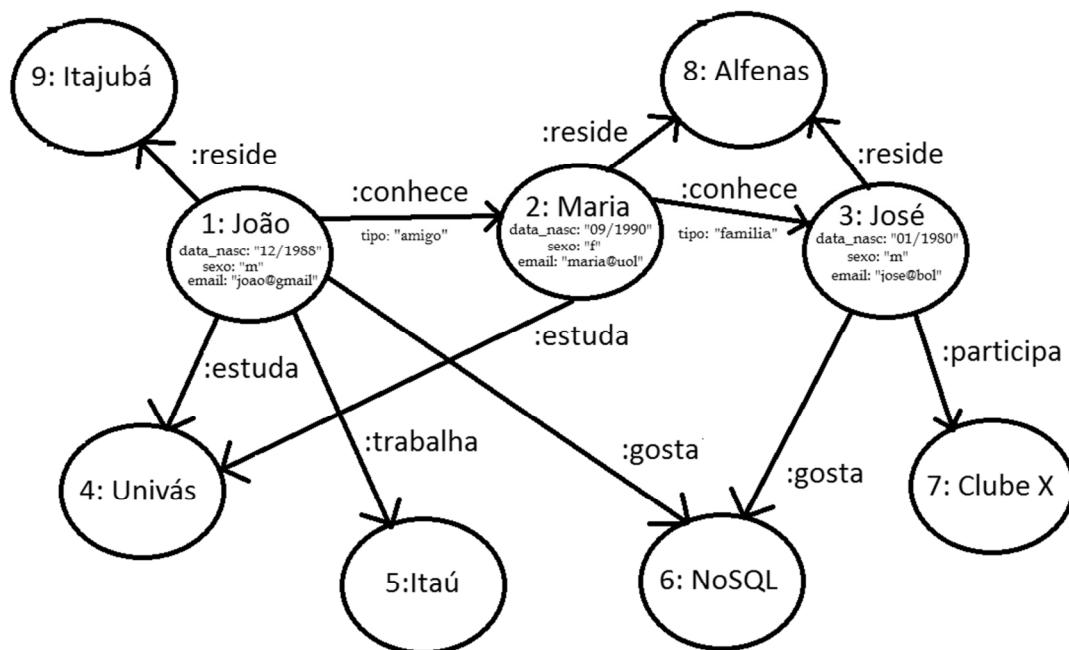 9: Itajubá
8: Alfenas
:reside
:reside
:reside
:conhece
:conhece
1: João
data_nasc: "12/1988"
sexo: "m"
email: "joao@gmail"
tipo: "amigo"
2: Maria
data_nasc: "09/1990"
sexo: "f"
email: "maria@uol"
tipo: "familia"
3: José
data_nasc: "01/1980"
sexo: "m"
email: "jose@bol"
:estuda
:estuda
:participa
:trabalha
:gosta
:gosta
4: Univás
5:Itaú
6: NoSQL
7: Clube X